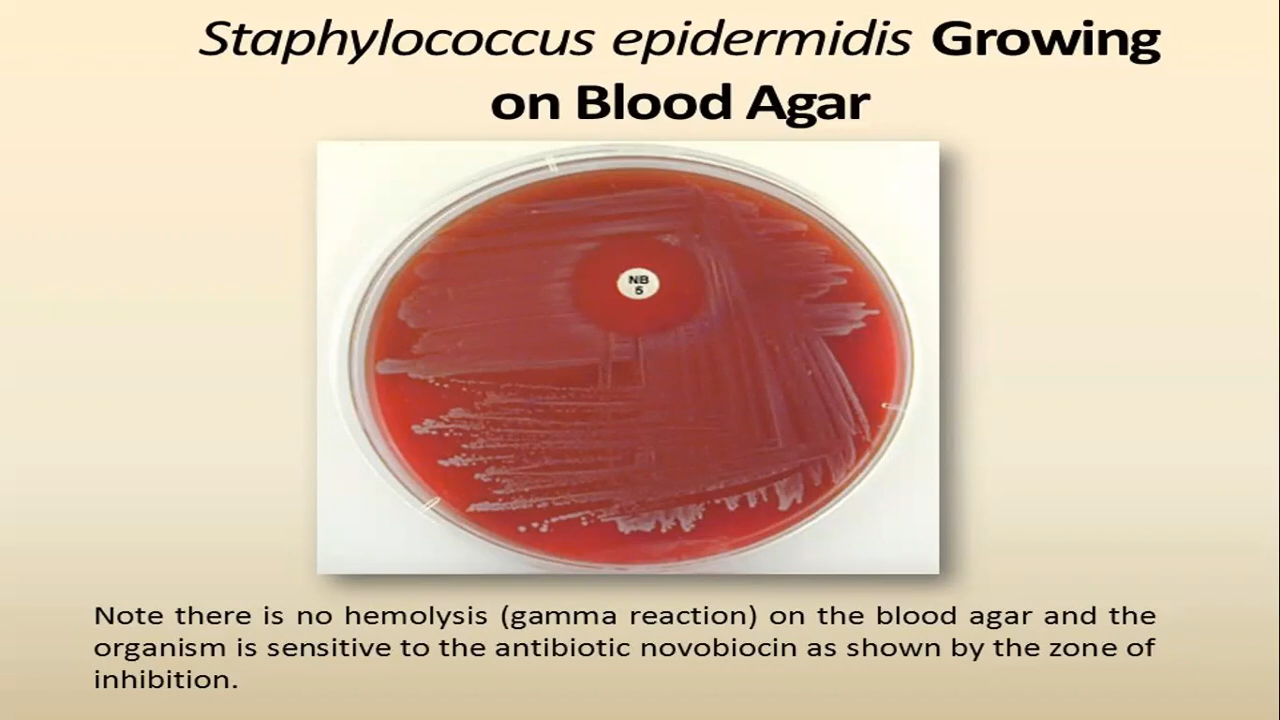 Staphylococcus epidermidis Growing
on Blood Agar
NB
5
Note there is no hemolysis (gamma reaction) on the blood agar and the
organism is sensitive to the antibiotic novobiocin as shown by the zone of
inhibition.